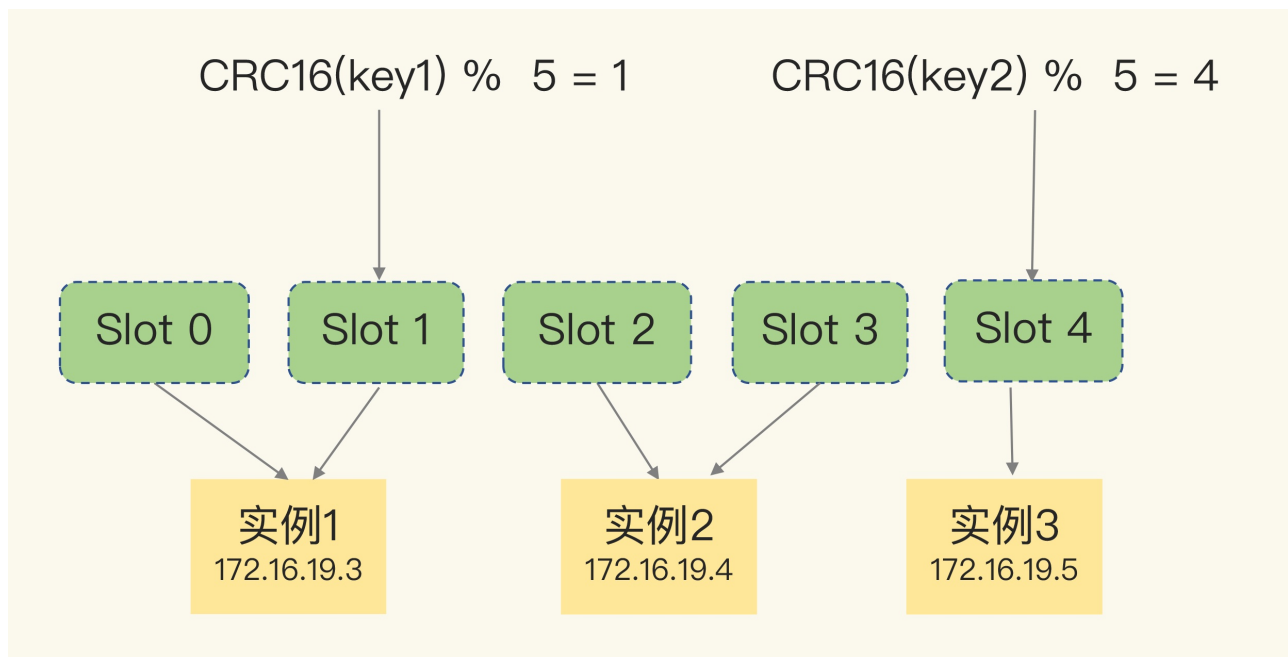 CRC16(key1) % 5 = 1
CRC16(key2) % 5 = 4
Slot 0
Slot 1
Slot 2
Slot 3
Slot 4
实例1
172.16.19.3
实例2
172.16.19.4
实例3
172.16.19.5